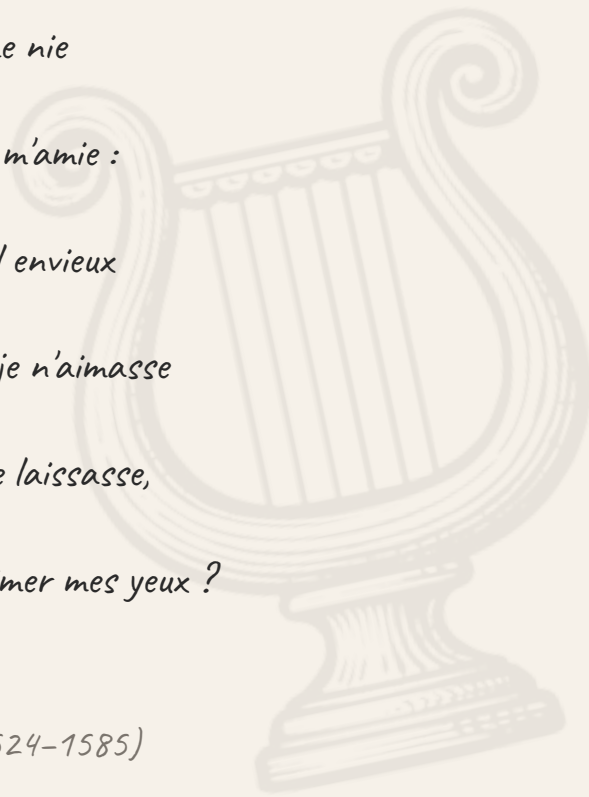 e nie
m'amie :
envieux
je n'aimasse
laissasse,
mer mes yeux ?
524–1585)